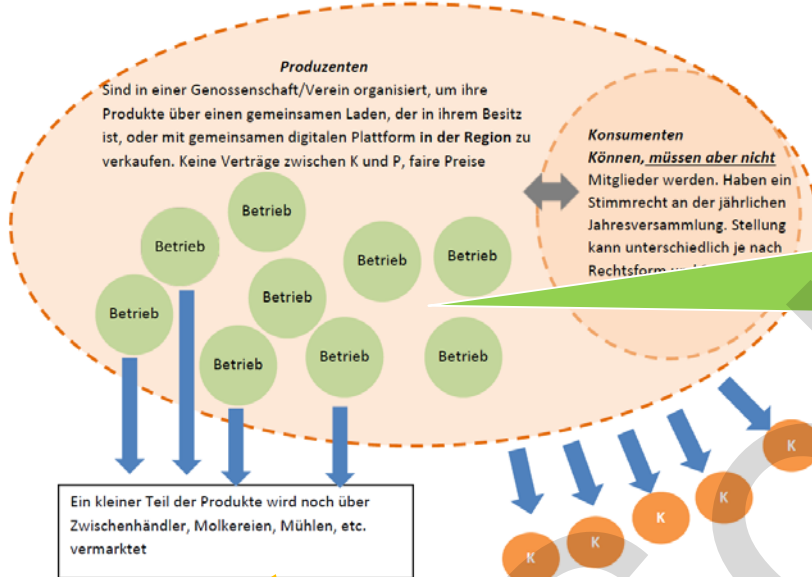 Produzenten
Sind in einer Genossenschaft/Verein organisiert, um ihre
Produkte über einen gemeinsamen Laden, der in ihrem Besitz
ist, oder mit gemeinsamen digitalen Plattform in der Region zu
verkaufen. Keine Verträge zwischen K und P, faire Preise
Konsumenten
Können, müssen aber nicht
Mitglieder werden. Haben ein
Stimmrecht an der jährlichen
Jahresversammlung. Stellung
kann unterschiedlich je nach
Rechtsform
Betrieb
Betrieb
Betrieb
Betrieb
Betrieb
Betrieb
Betrieb
Betrieb
Betrieb
Ein kleiner Teil der Produkte wird noch über
Zwischenhändler, Molkereien, Mühlen, etc.
vermarktet
K
K
K
K
K